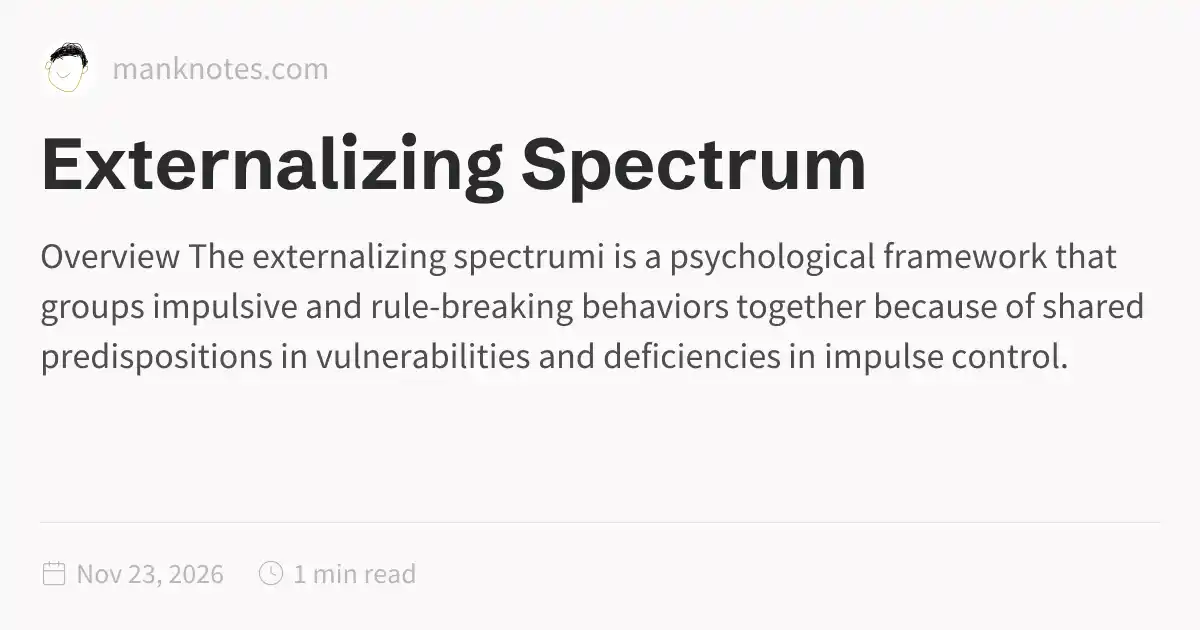 manknotes.com
Externalizing Spectrum
Overview The externalizing spectrumi is a psychological framework that
groups impulsive and rule-breaking behaviors together because of shared
predispositions in vulnerabilities and deficiencies in impulse control.
Nov 23, 2026 1 min read